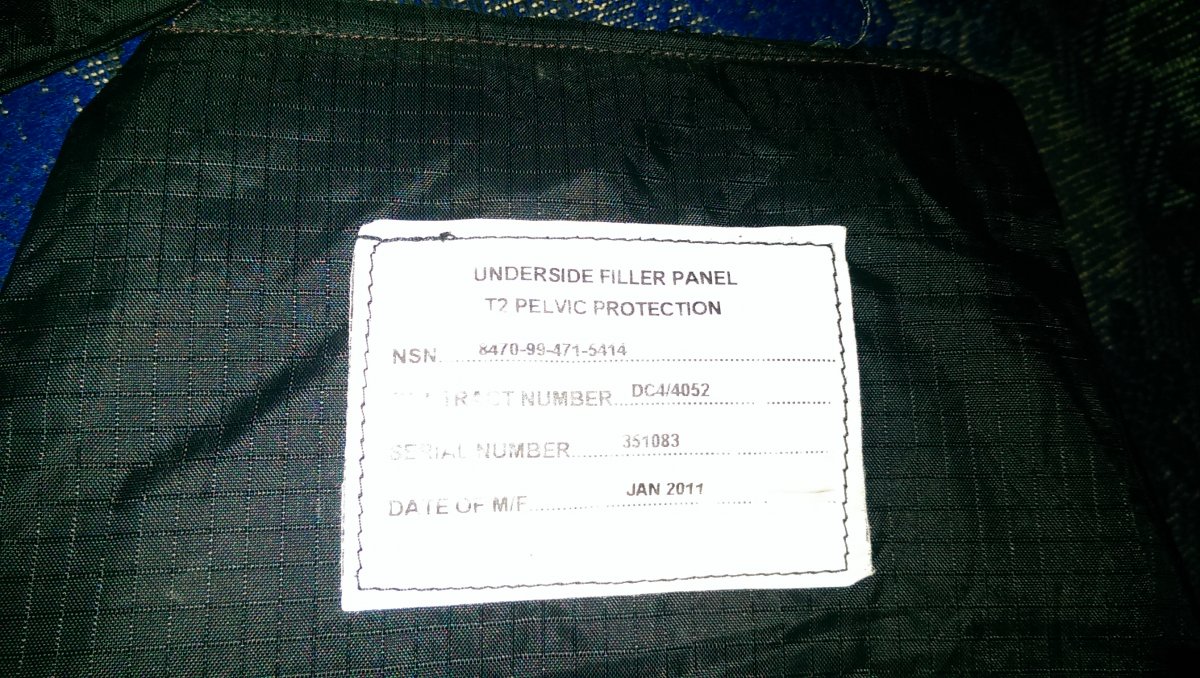 UNDERSIDE FILLER PANEL
T2 PELVIC PROTECTION
NSN 8470-99-471-5414
CONTRACT NUMBER DC4/4052
SERIAL NUMBER 351083
DATE OF M/F JAN 2011